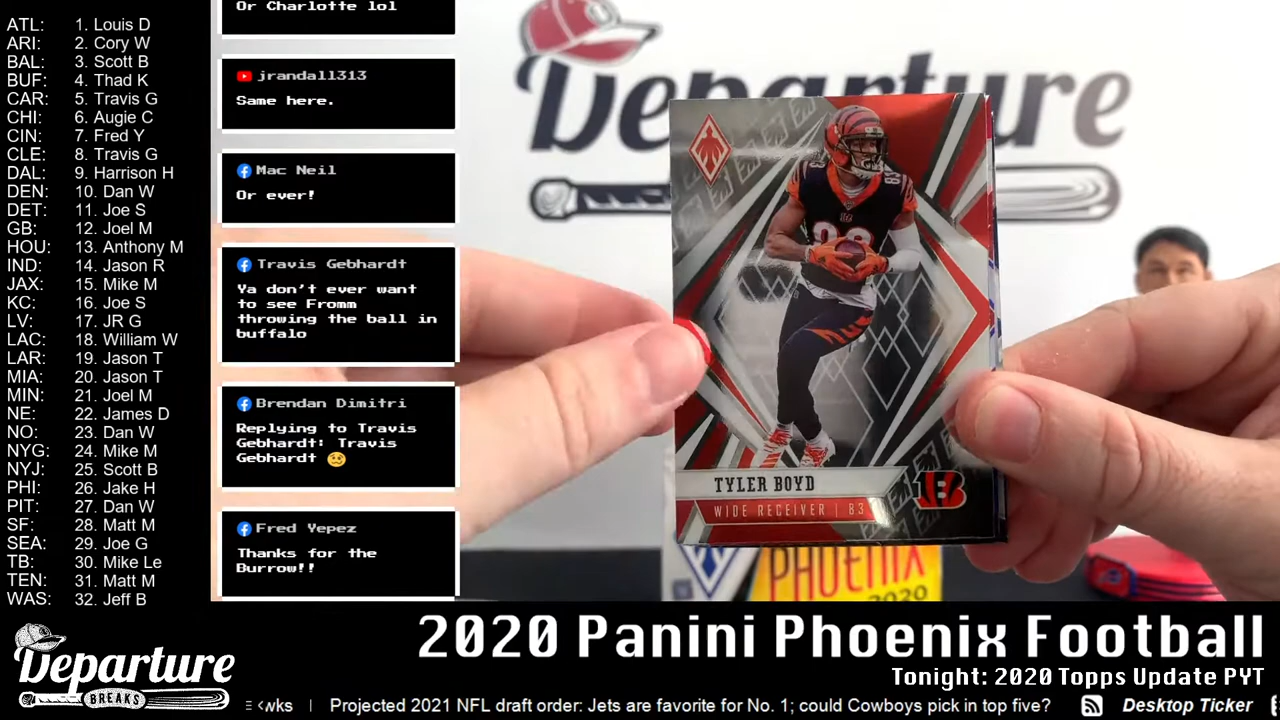 ATL: 1. Louis D
ARI: 2. Cory W
BAL: 3. Scott B
BUF: 4. Thad K
CAR: 5. Travis G
CHI: 6. Augie C
CIN: 7. Fred Y
CLE: 8. Travis G
DAL: 9. Harrison H
DEN: 10. Dan W
DET: 11. Joe S
GB: 12. Joel M
HOU: 13. Anthony M
IND: 14. Jason R
JAX: 15. Mike M
KC: 16. Joe S
LV: 17. JR G
LAC: 18. William W
LAR: 19. Jason T
MIA: 20. Jason T
MIN: 21. Joel M
NE: 22. James D
NO: 23. Dan W
NYG: 24. Mike M
NYJ: 25. Scott B
PHI: 26. Jake H
PIT: 27. Dan W
SF: 28. Matt M
SEA: 29. Joe G
TB: 30. Mike Le
TEN: 31. Matt M
WAS: 32. Jeff B
Or Charlotte lol
jrandall313
Same here.
Mac Neil
Or ever!
Travis Gebhardt
Ya don't ever want
to see Fromm
throwing the ball in
buffalo
Brendan Dimitri
Replying to Travis
Gebhardt: Travis
Gebhardt 🥴
Fred Yepez
Thanks for the
Burrow!!
Departure
83
TYLER BOYD
WIDE RECEIVER | 83
B
PHOENIX
2020
2020 Panini Phoenix Football
Tonight: 2020 Topps Update PYT
Departure
BREAKS
wks | Projected 2021 NFL draft order: Jets are favorite for No. 1; could Cowboys pick in top five? Desktop Ticker